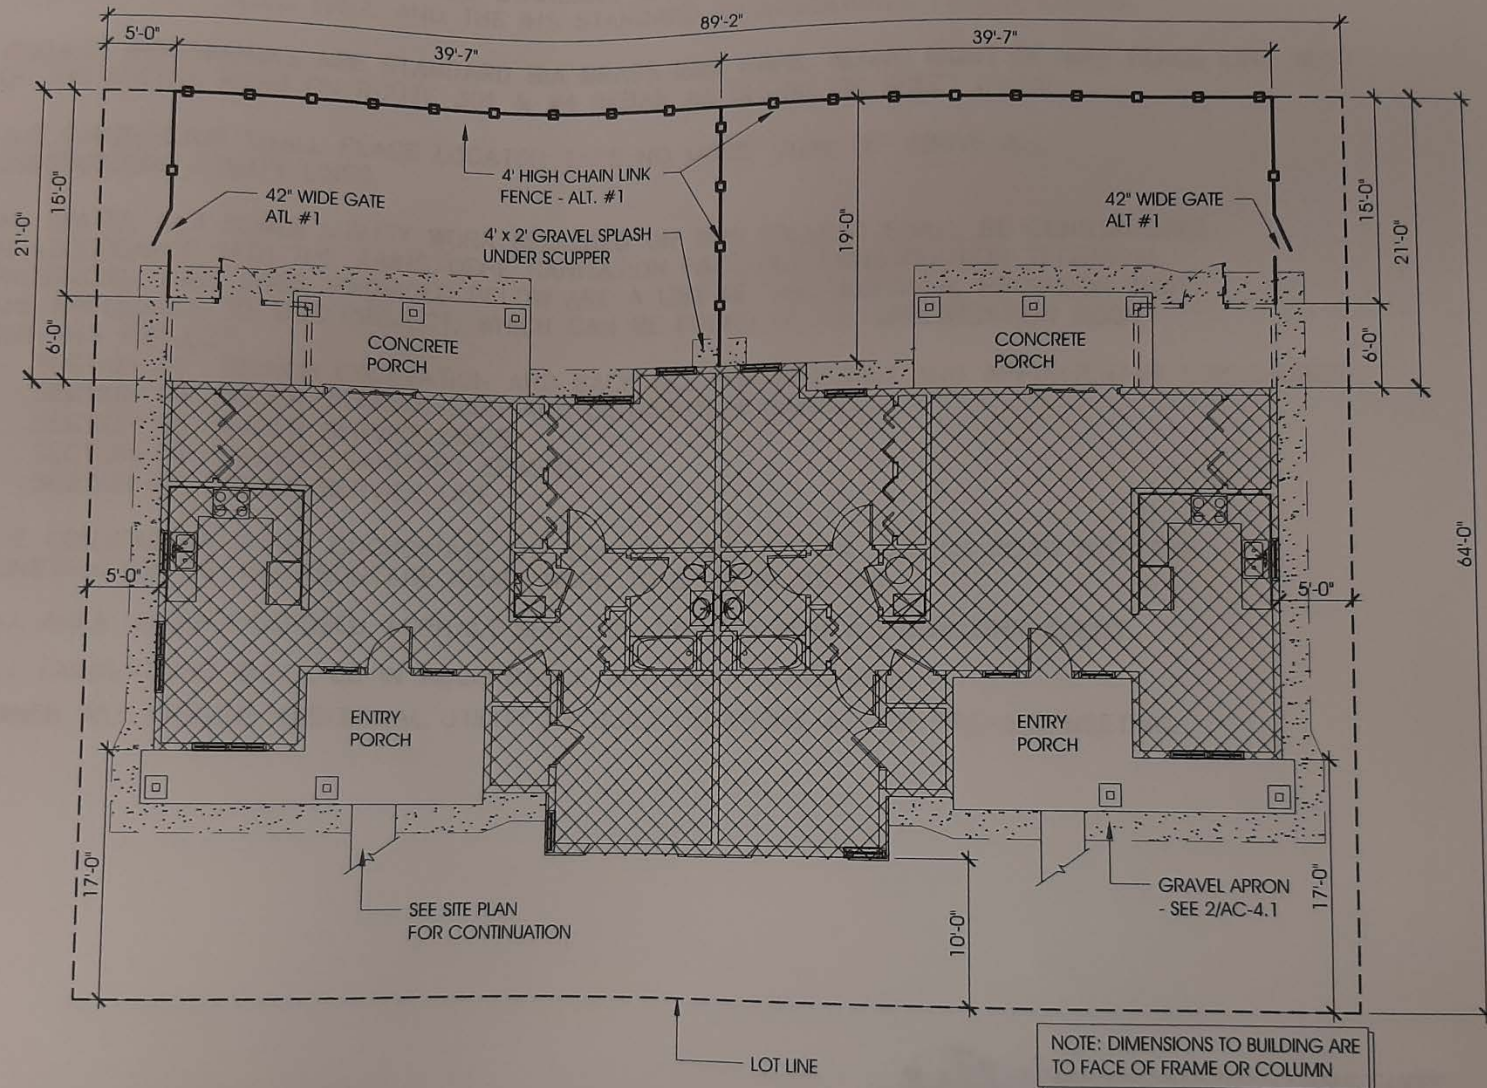 89'-2"
5'-0"
39'-7"
39'-7"
21'-0"
15'-0"
6'-0"
42" WIDE GATE
ATL #1
4' HIGH CHAIN LINK
FENCE - ALT. #1
4' x 2' GRAVEL SPLASH
UNDER SCUPPER
19'-0"
42" WIDE GATE
ALT #1
15'-0"
21'-0"
6'-0"
64'-0"
CONCRETE
PORCH
CONCRETE
PORCH
5'-0"
5'-0"
ENTRY
PORCH
ENTRY
PORCH
17'-0"
SEE SITE PLAN
FOR CONTINUATION
10'-0"
GRAVEL APRON
- SEE 2/AC-4.1
17'-0"
LOT LINE
NOTE: DIMENSIONS TO BUILDING ARE
TO FACE OF FRAME OR COLUMN